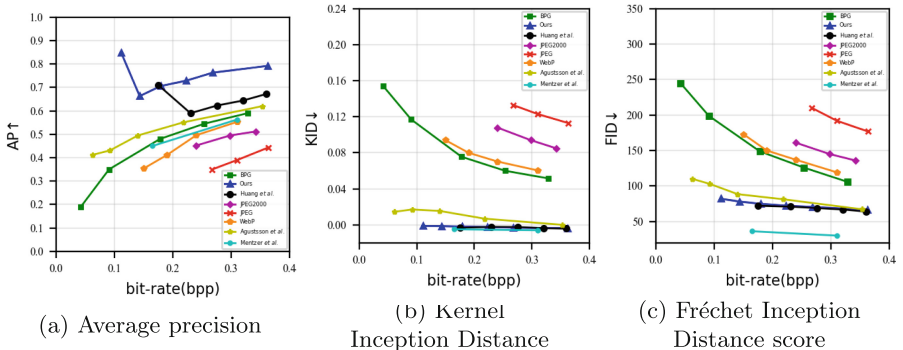 1.0
0.9
0.8
0.7
0.6
0.5
0.4
0.3
0.2
0.1
0.0
AP↑
0.0 0.1 0.2 0.3 0.4
bit-rate(bpp)
BPG
Ours
Huang et al.
JPEG2000
JPEG
WebP
Agustsson et al.
Mentzer et al.
(a) Average precision
0.24
0.20
0.16
0.12
0.08
0.04
0.00
KID↓
0.0 0.1 0.2 0.3 0.4
bit-rate(bpp)
BPG
Ours
Huang et al.
JPEG2000
JPEG
WebP
Agustsson et al.
Mentzer et al.
(b) Kernel
Inception Distance
350
300
250
200
150
100
50
FID↓
0.0 0.1 0.2 0.3 0.4
bit-rate(bpp)
BPG
Ours
Huang et al.
JPEG2000
JPEG
WebP
Agustsson et al.
Mentzer et al.
(c) Fréchet Inception
Distance score